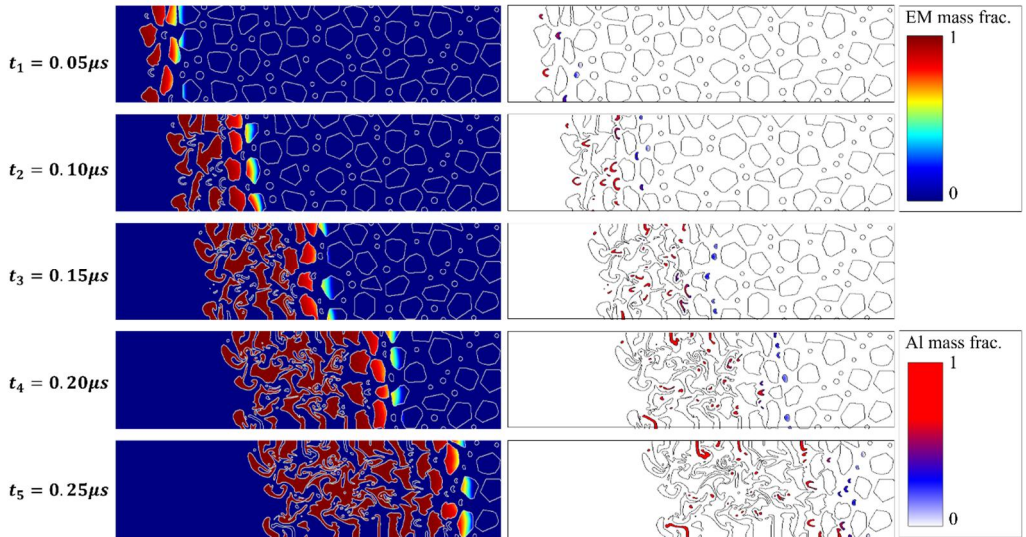 EM mass frac.
1
0
t₁ = 0.05μs
t₂ = 0.10μs
t₃ = 0.15μs
t₄ = 0.20μs
Al mass frac.
1
0
t₅ = 0.25μs